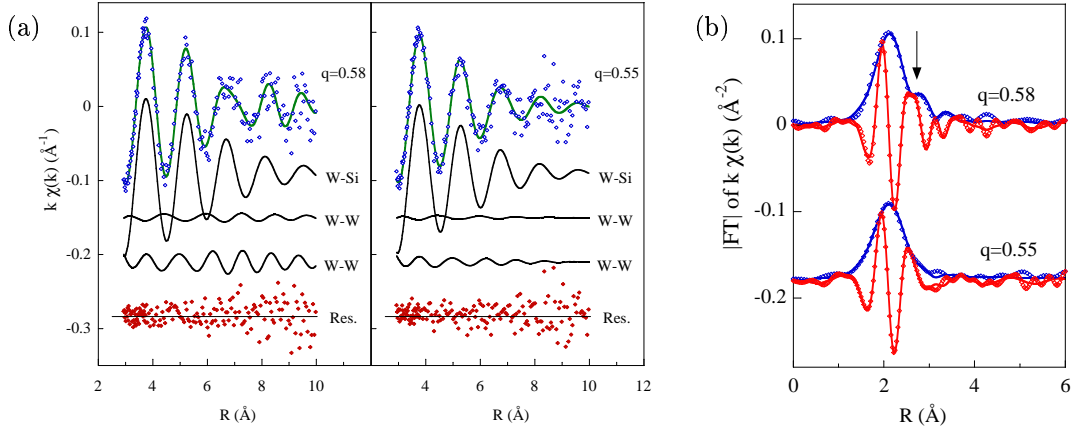 (a)
k χ(k) (Å⁻¹)
0.1
0
-0.1
-0.2
-0.3
q=0.58
W-Si
W-W
W-W
Res.
2
4
6
8
10
R (Å)
q=0.55
W-Si
W-W
W-W
Res.
4
6
8
10
12
R (Å)
(b)
|FT| of k χ(k) (Å⁻²)
0.1
0
-0.1
-0.2
q=0.58
q=0.55
0
2
4
6
R (Å)